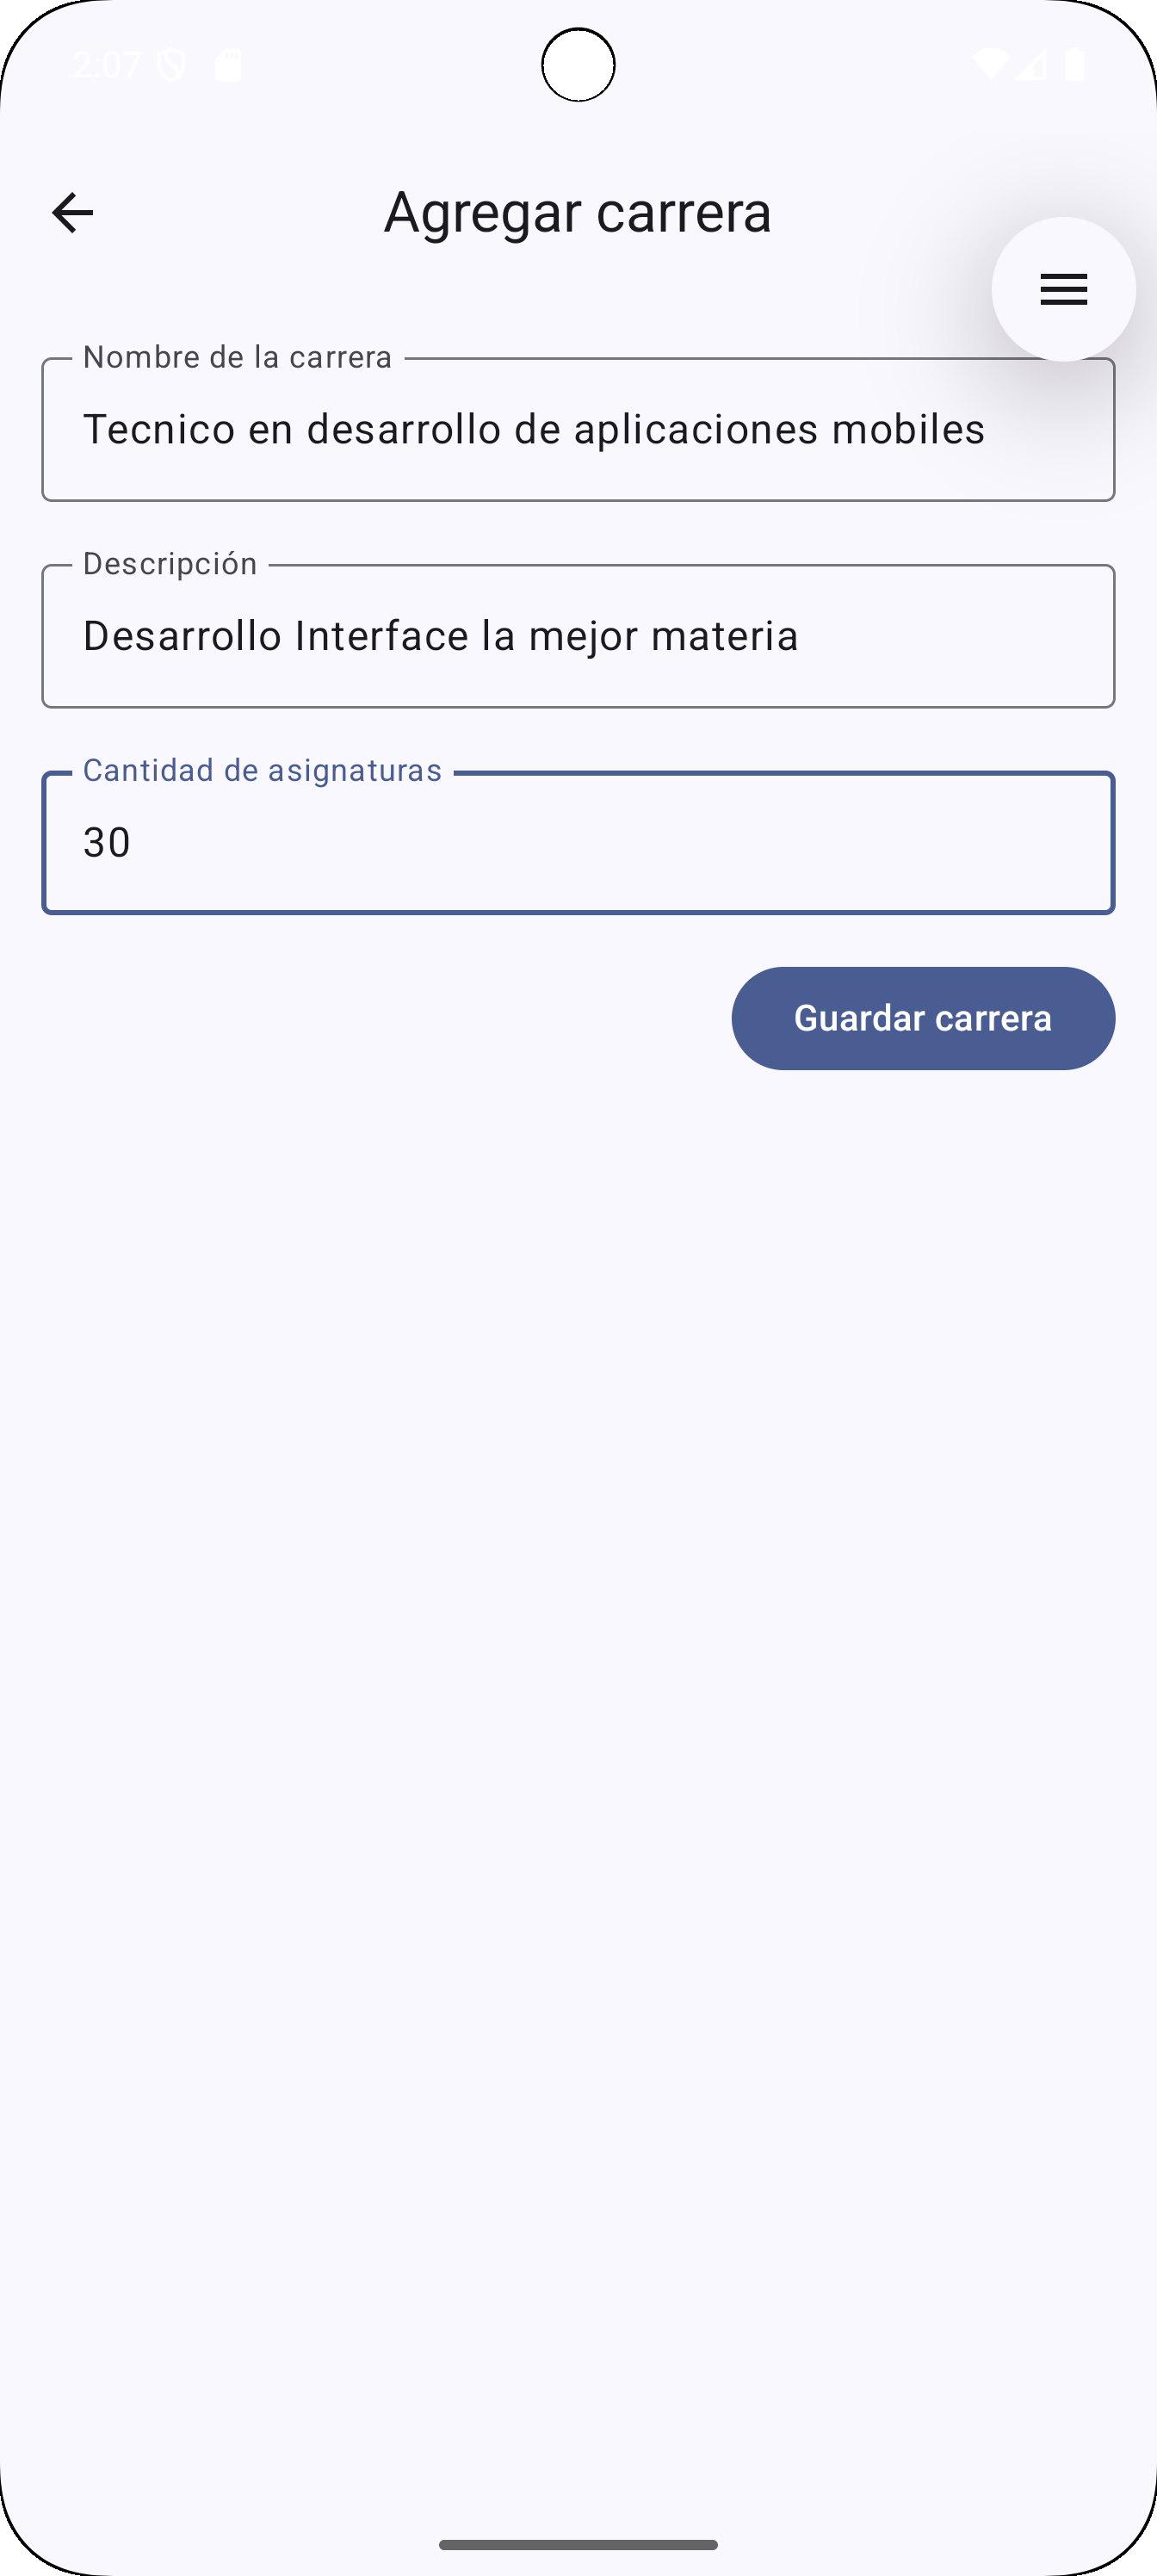 2:07
Agregar carrera
Nombre de la carrera
Tecnico en desarrollo de aplicaciones mobiles
Descripción
Desarrollo Interface la mejor materia
Cantidad de asignaturas
30
Guardar carrera